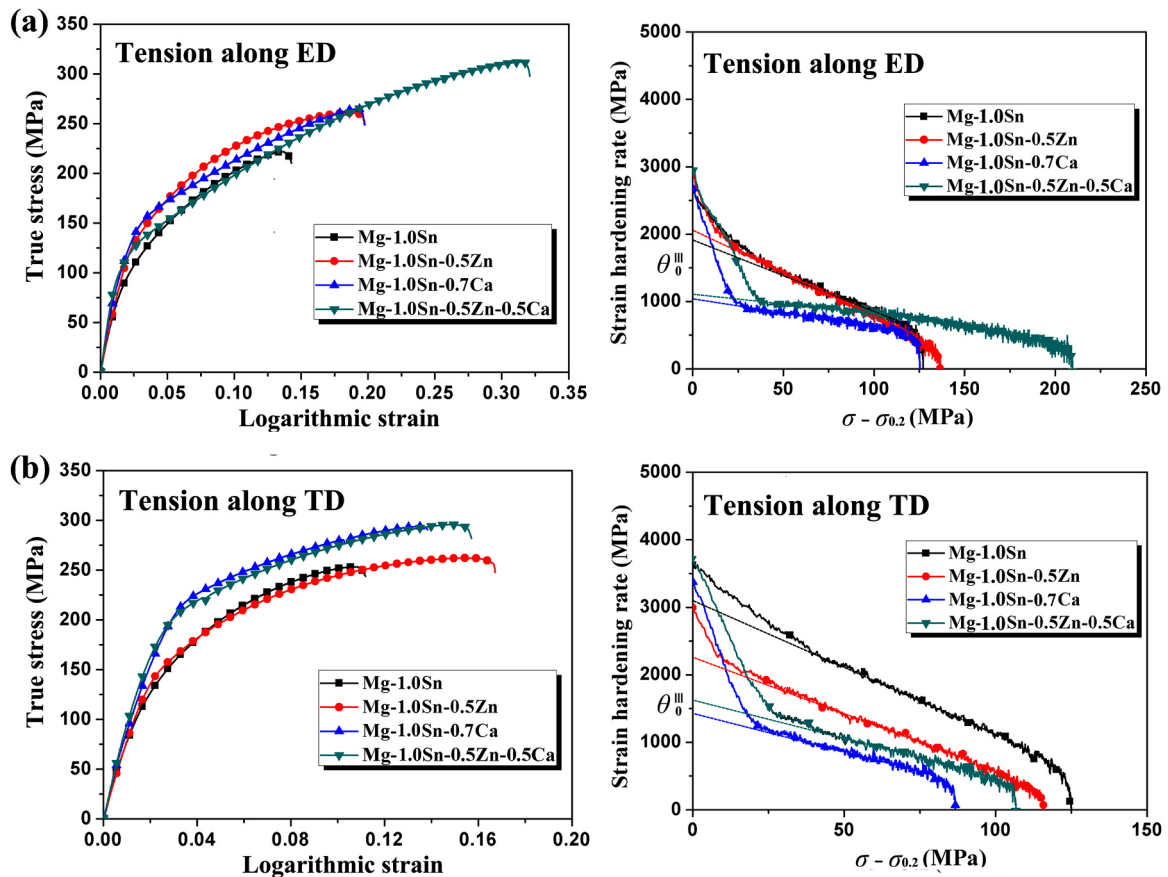 (a)
Tension along ED
True stress (MPa)
350
300
250
200
150
100
50
0
Mg-1.0Sn
Mg-1.0Sn-0.5Zn
Mg-1.0Sn-0.7Ca
Mg-1.0Sn-0.5Zn-0.5Ca
0.00 0.05 0.10 0.15 0.20 0.25 0.30 0.35
Logarithmic strain
Tension along ED
Strain hardening rate (MPa)
5000
4000
3000
2000
θ₀ᴵᴵᴵ
1000
0
Mg-1.0Sn
Mg-1.0Sn-0.5Zn
Mg-1.0Sn-0.7Ca
Mg-1.0Sn-0.5Zn-0.5Ca
0 50 100 150 200 250
σ - σ0.2 (MPa)
(b)
Tension along TD
True stress (MPa)
350
300
250
200
150
100
50
0
Mg-1.0Sn
Mg-1.0Sn-0.5Zn
Mg-1.0Sn-0.7Ca
Mg-1.0Sn-0.5Zn-0.5Ca
0.00 0.04 0.08 0.12 0.16 0.20
Logarithmic strain
Tension along TD
Strain hardening rate (MPa)
5000
4000
3000
2000
θ₀ᴵᴵᴵ
1000
0
Mg-1.0Sn
Mg-1.0Sn-0.5Zn
Mg-1.0Sn-0.7Ca
Mg-1.0Sn-0.5Zn-0.5Ca
0 50 100 150
σ - σ0.2 (MPa)